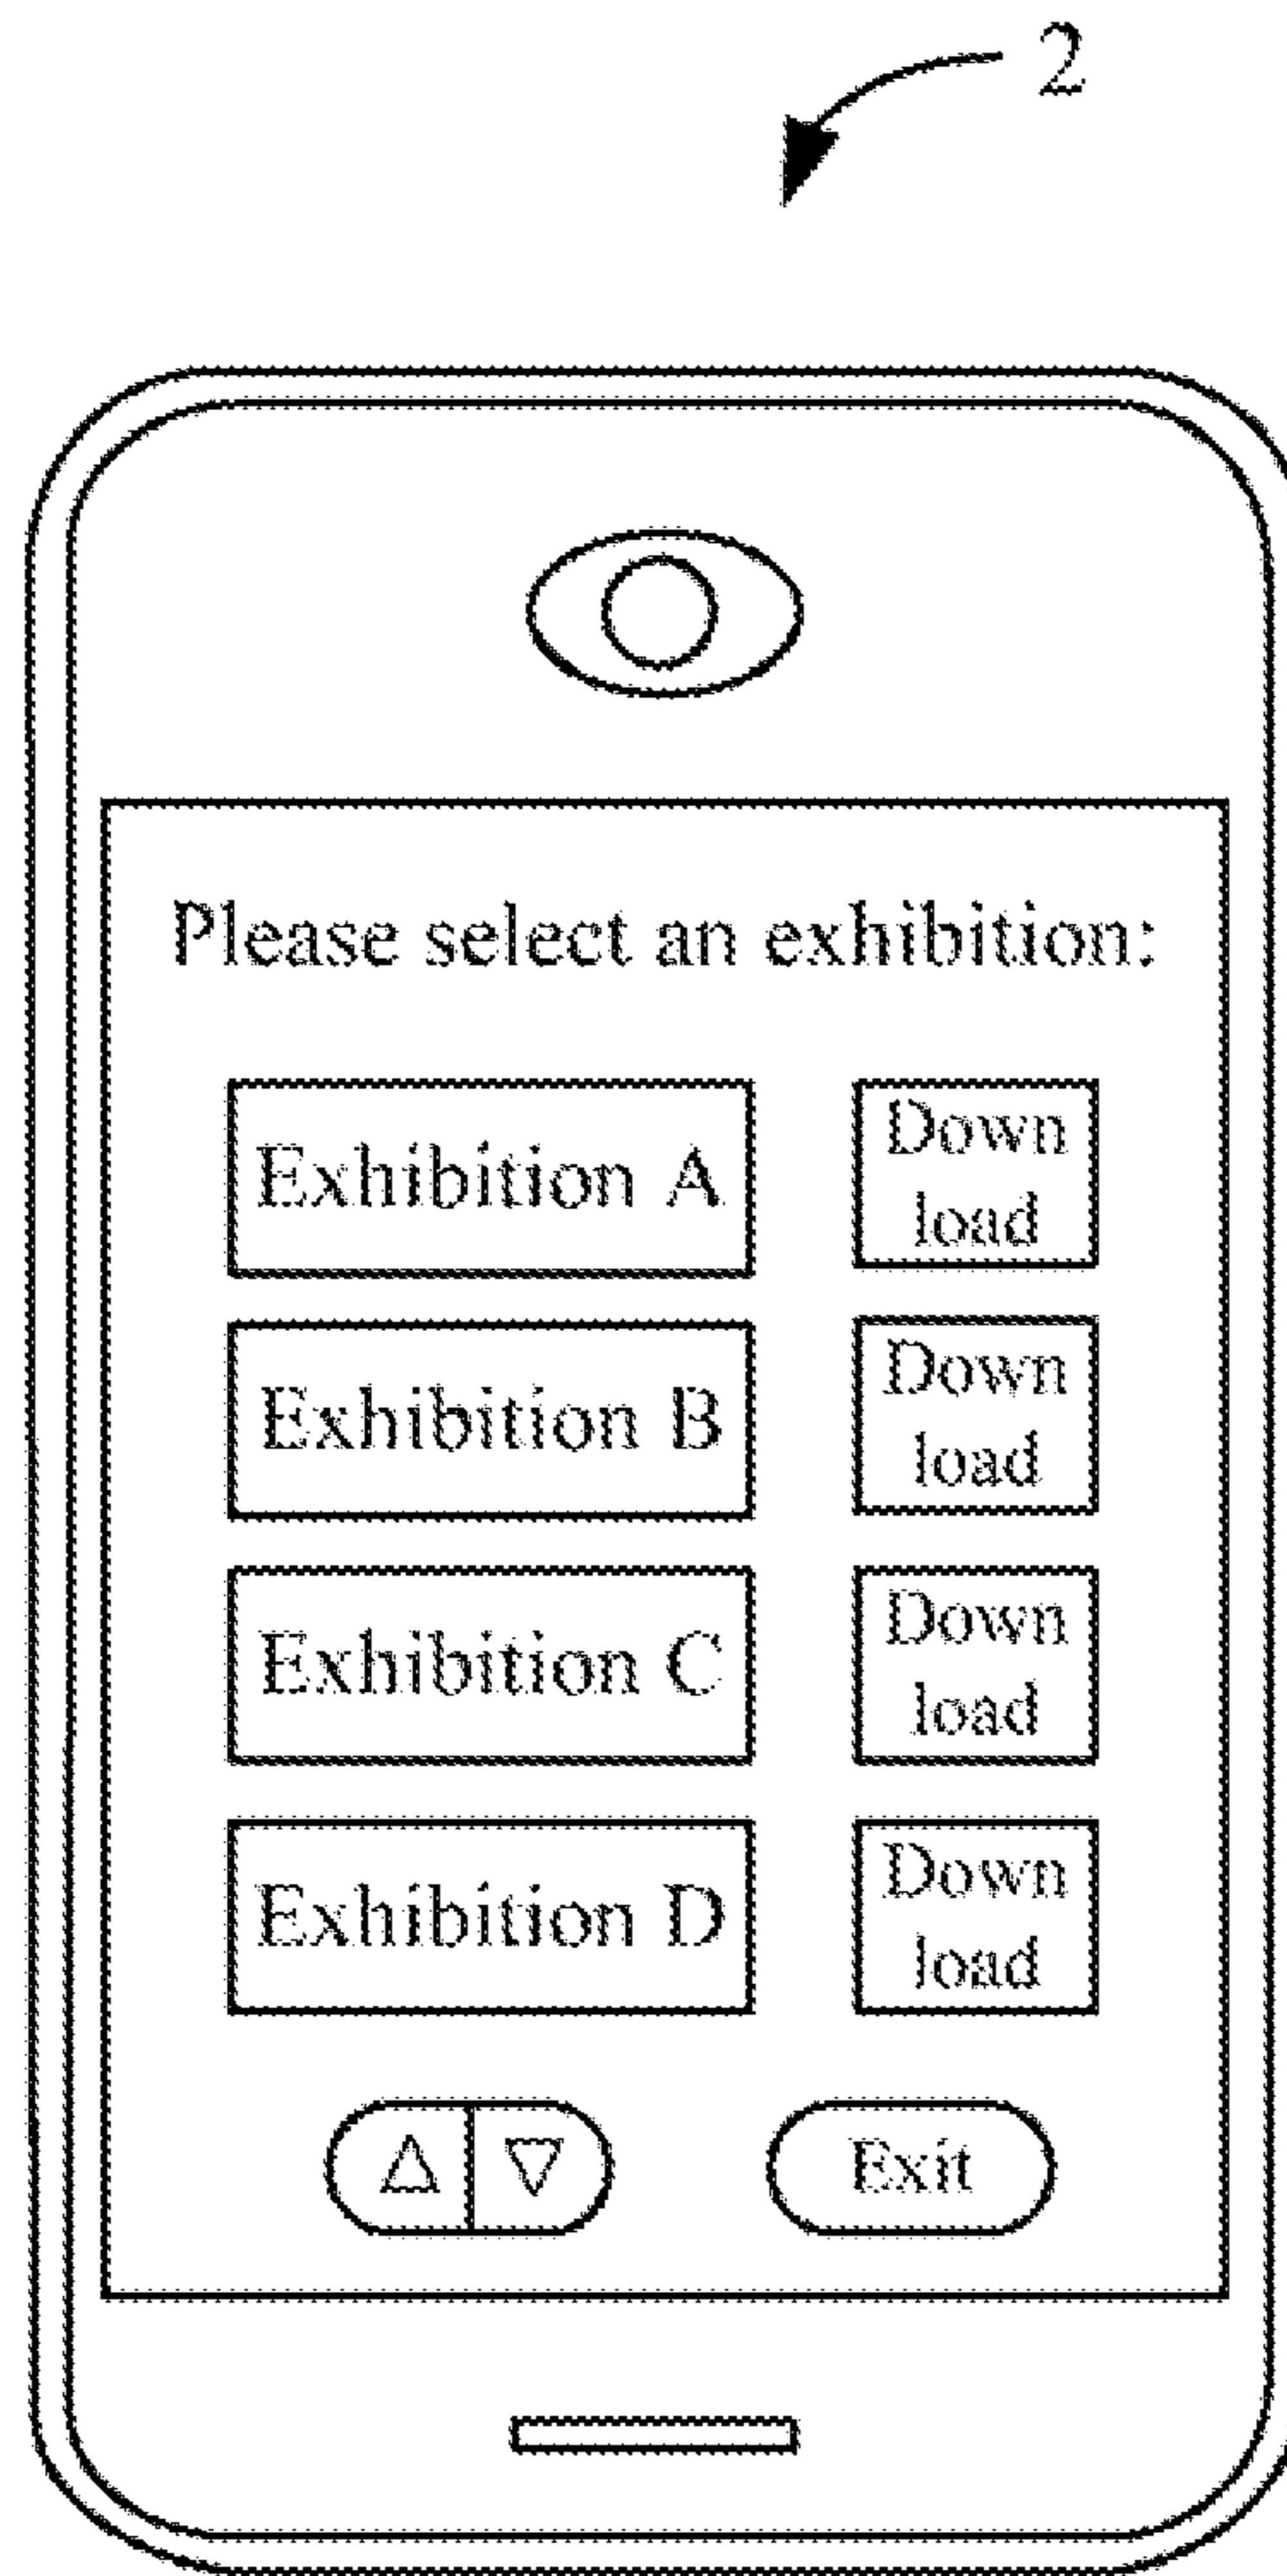 2
Please select an exhibition:
Exhibition A
Down
load
Exhibition B
Down
load
Exhibition C
Down
load
Exhibition D
Down
load
Exit